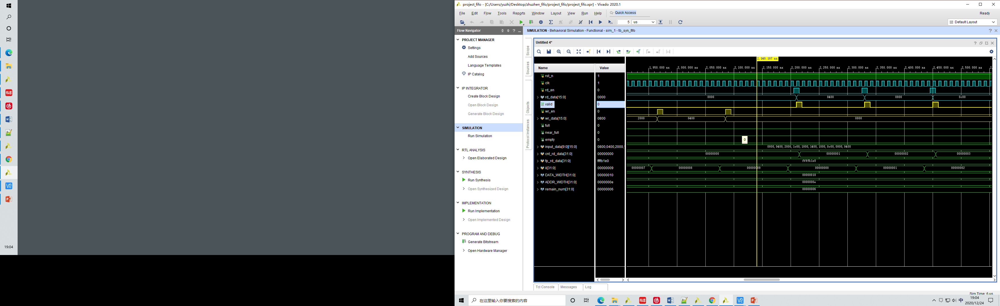 project_fifo - [C:/Users/yuzhi/Desktop/zhuzhen_fifo/project_fifo/project_fifo.xpr] - Vivado 2020.1
File Edit Flow Tools Reports Window Layout View Run Help Quick Access Ready
5 us Default Layout
Flow Navigator
SIMULATION - Behavioral Simulation - Functional - sim_1 - tb_syn_fifo
PROJECT MANAGER
Settings
Add Sources
Language Templates
IP Catalog
IP INTEGRATOR
Create Block Design
Open Block Design
Generate Block Design
SIMULATION
Run Simulation
RTL ANALYSIS
Open Elaborated Design
SYNTHESIS
Run Synthesis
Open Synthesized Design
IMPLEMENTATION
Run Implementation
Open Implemented Design
PROGRAM AND DEBUG
Generate Bitstream
Open Hardware Manager
Scope
Sources
Objects
Protocol Instances
Untitled 4*
2,140.187 ns
Name Value
1,950.000 ns 2,000.000 ns 2,050.000 ns 2,100.000 ns 2,150.000 ns 2,200.000 ns 2,250.000 ns 2,300.000 ns 2,350.000 ns 2,400.000 ns 2,450.000 ns 2,500.000 ns
rst_n 1
clk 1
rd_en 0
rd_data[15:0] 0000 0000 0400 0800 0c00
valid 0
wr_en 0
wr_data[15:0] 0800 2000 0400 0800
full 0
near_full 0
empty 0 0
input_data[9:0][15:0] 0800,0400,2000, 0800,0400,2000,1c00,1800,1400,1000,0c00,0800,0400
cnt_rd_data[31:0] 00000000 00000000 00000001 00000002 00000003
fp_rd_data[31:0] ffffb1e0 ffffb1e0
ii[31:0] 00000009 00000007 00000008 00000009 00000000 00000001 00000002
DATA_WIDTH[31:0] 00000010 00000010
ADDR_WIDTH[31:0] 0000000e 0000000e
remain_num[31:0] 00000006 00000006
Tcl Console Messages Log
Sim Time: 6 us
19:04
在这里输入你要搜索的内容
有道
有道
中
19:04
2020/12/24